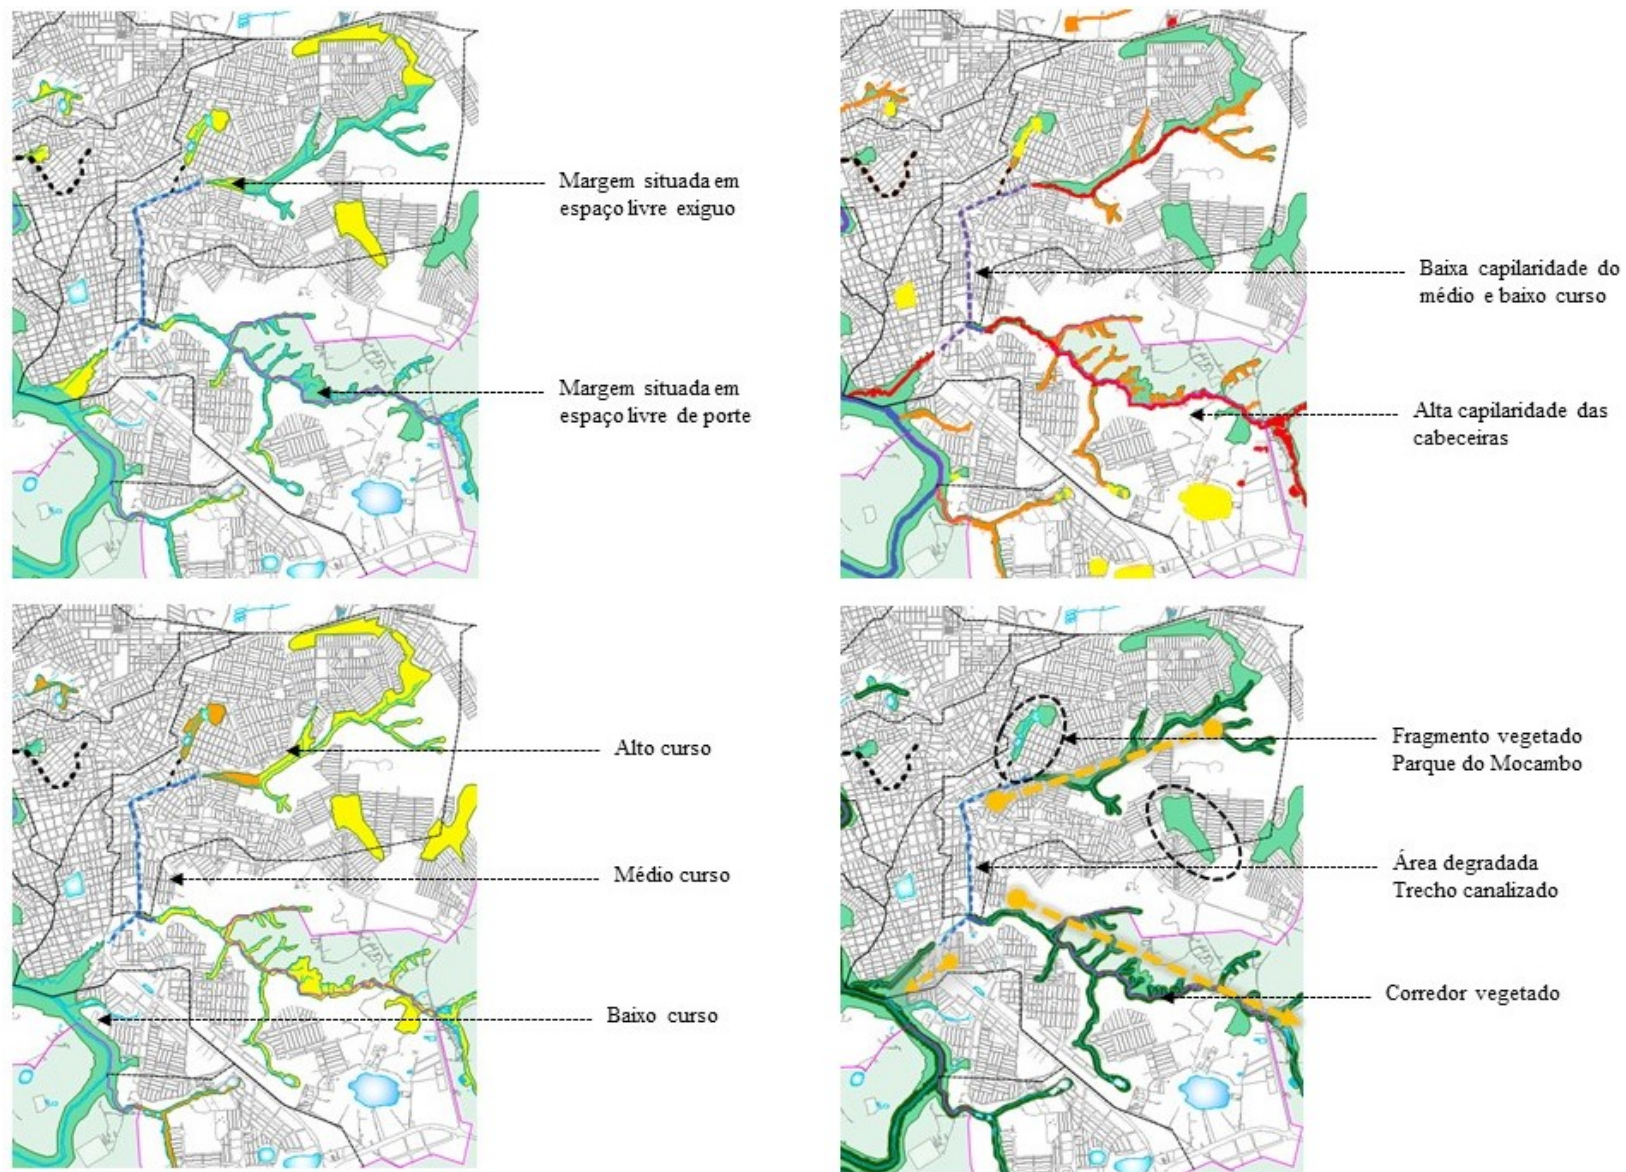 Margem situada em
espaço livre exíguo
Margem situada em
espaço livre de porte
Baixa capilaridade do
médio e baixo curso
Alta capilaridade das
cabeceiras
Alto curso
Médio curso
Baixo curso
Fragmento vegetado
Parque do Mocambo
Área degradada
Trecho canalizado
Corredor vegetado